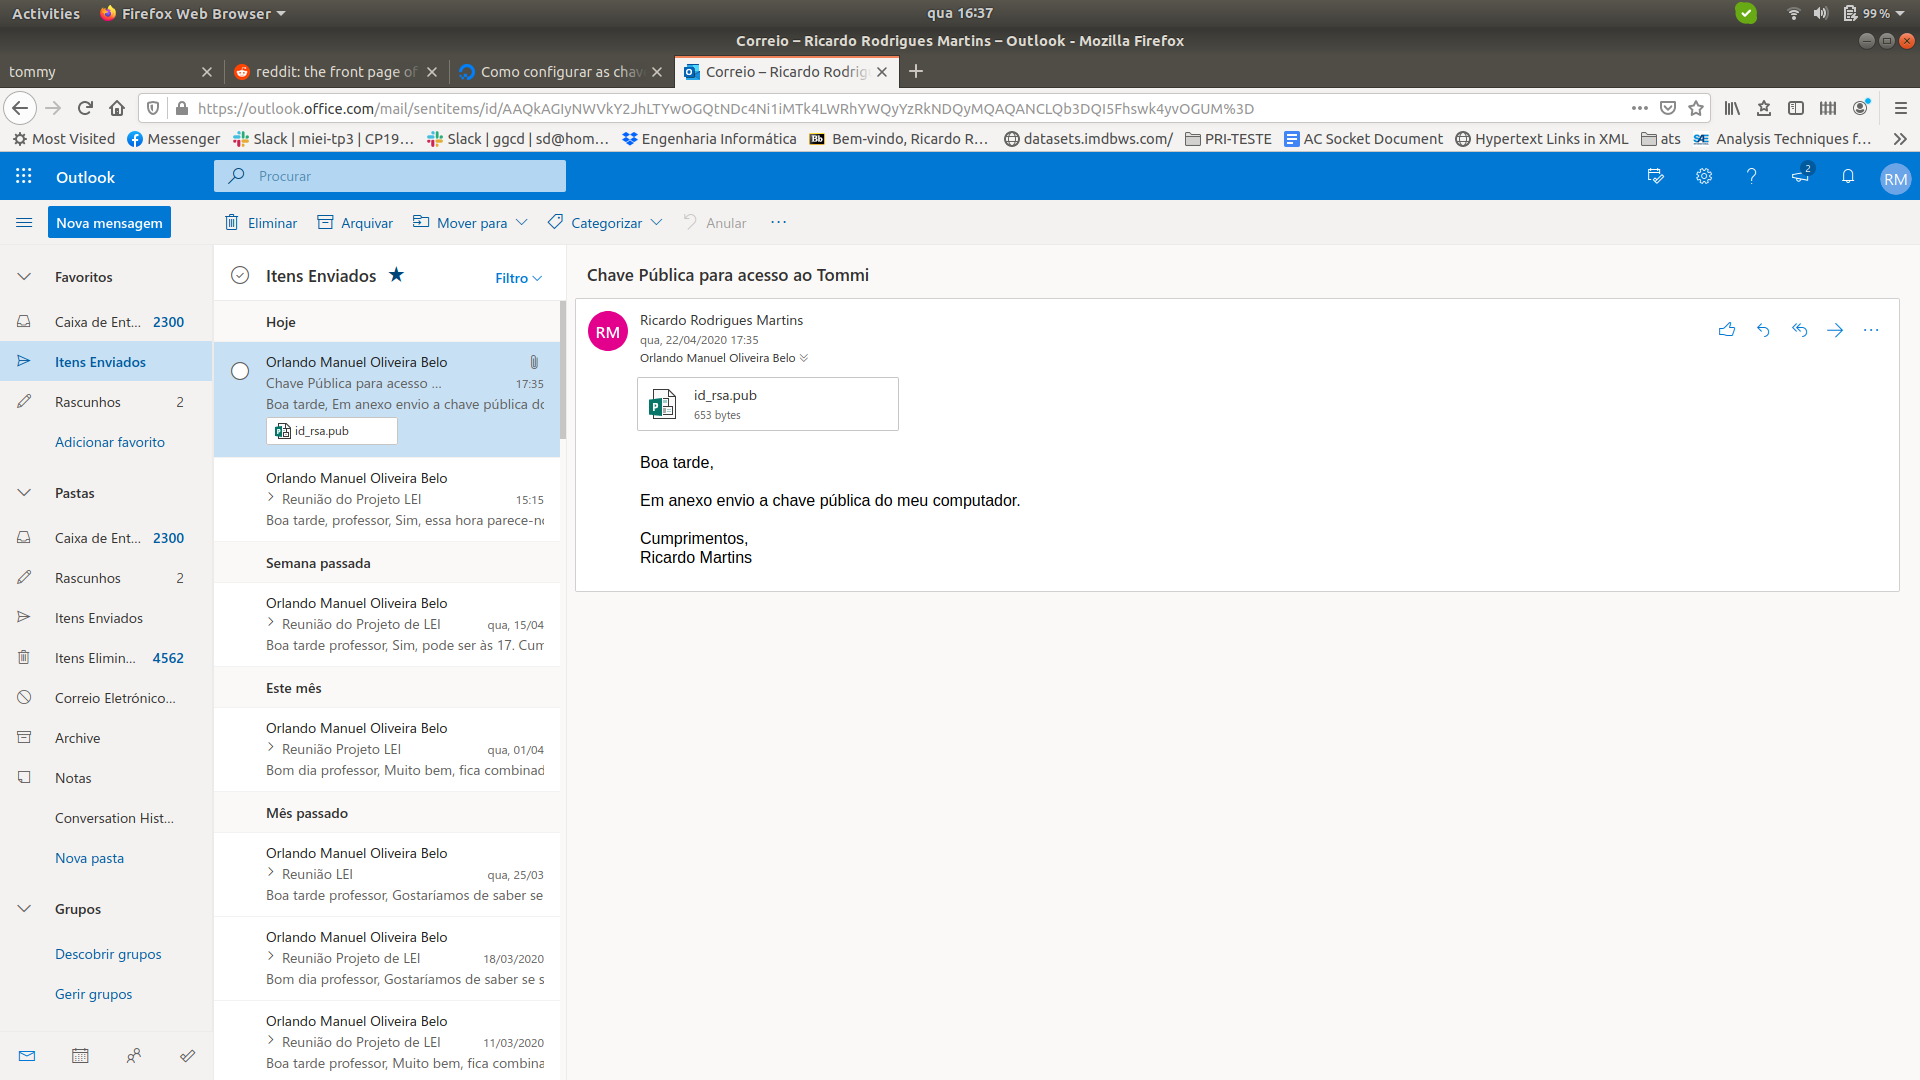 Activities
Firefox Web Browser
qua 16:37
99 %
Correio – Ricardo Rodrigues Martins – Outlook - Mozilla Firefox
tommy
reddit: the front page of
Como configurar as chav
Correio – Ricardo Rodrig
https://outlook.office.com/mail/sentitems/id/AAQkAGIyNWVkY2JhLTYwOGQtNDc4Ni1iMTk4LWRhYWQyYzRkNDQyMQAQANCLQb3DQI5Fhswk4yvOGUM%3D
Most Visited
Messenger
Slack | miei-tp3 | CP19…
Slack | ggcd | sd@hom…
Engenharia Informática
Bb
Bem-vindo, Ricardo R…
datasets.imdbws.com/
PRI-TESTE
AC Socket Document
Hypertext Links in XML
ats
SAE
Analysis Techniques f…
Outlook
Procurar
2
RM
Nova mensagem
Eliminar
Arquivar
Mover para
Categorizar
Anular
Favoritos
Caixa de Ent... 2300
Itens Enviados
Rascunhos 2
Adicionar favorito
Pastas
Caixa de Ent... 2300
Rascunhos 2
Itens Enviados
Itens Elimin... 4562
Correio Eletrónico...
Archive
Notas
Conversation Hist...
Nova pasta
Grupos
Descobrir grupos
Gerir grupos
Itens Enviados
Filtro
Hoje
Orlando Manuel Oliveira Belo
Chave Pública para acesso ... 17:35
Boa tarde, Em anexo envio a chave pública do
id_rsa.pub
Orlando Manuel Oliveira Belo
Reunião do Projeto LEI 15:15
Boa tarde, professor, Sim, essa hora parece-no
Semana passada
Orlando Manuel Oliveira Belo
Reunião do Projeto de LEI qua, 15/04
Boa tarde professor, Sim, pode ser às 17. Cum
Este mês
Orlando Manuel Oliveira Belo
Reunião Projeto LEI qua, 01/04
Bom dia professor, Muito bem, fica combinad
Mês passado
Orlando Manuel Oliveira Belo
Reunião LEI qua, 25/03
Boa tarde professor, Gostaríamos de saber se
Orlando Manuel Oliveira Belo
Reunião Projeto de LEI 18/03/2020
Bom dia professor, Gostaríamos de saber se s
Orlando Manuel Oliveira Belo
Reunião do Projeto de LEI 11/03/2020
Boa tarde professor, Muito bem, fica combina
Chave Pública para acesso ao Tommi
RM
Ricardo Rodrigues Martins
qua, 22/04/2020 17:35
Orlando Manuel Oliveira Belo
id_rsa.pub
653 bytes
Boa tarde,
Em anexo envio a chave pública do meu computador.
Cumprimentos,
Ricardo Martins